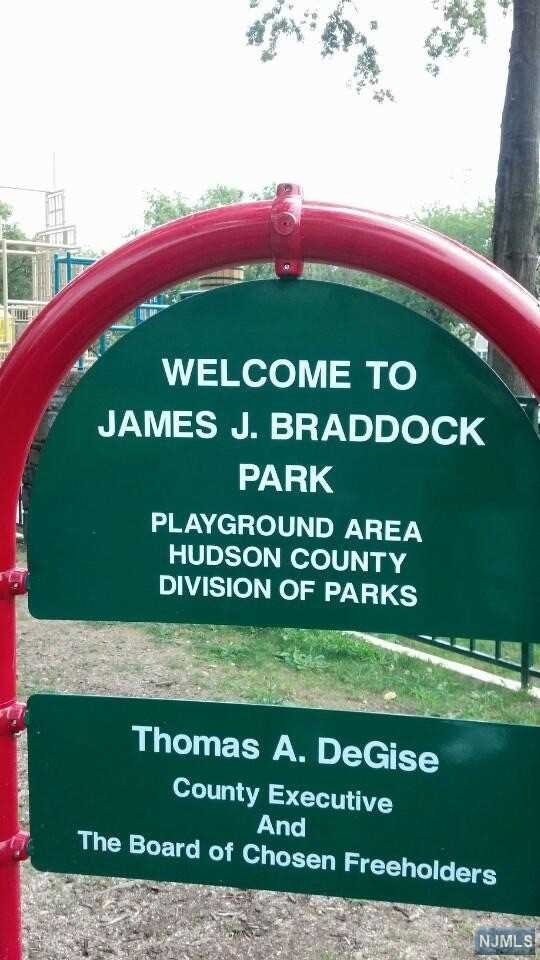 WELCOME TO
JAMES J. BRADDOCK
PARK
PLAYGROUND AREA
HUDSON COUNTY
DIVISION OF PARKS
Thomas A. DeGise
County Executive
And
The Board of Chosen Freeholders
NJMLS